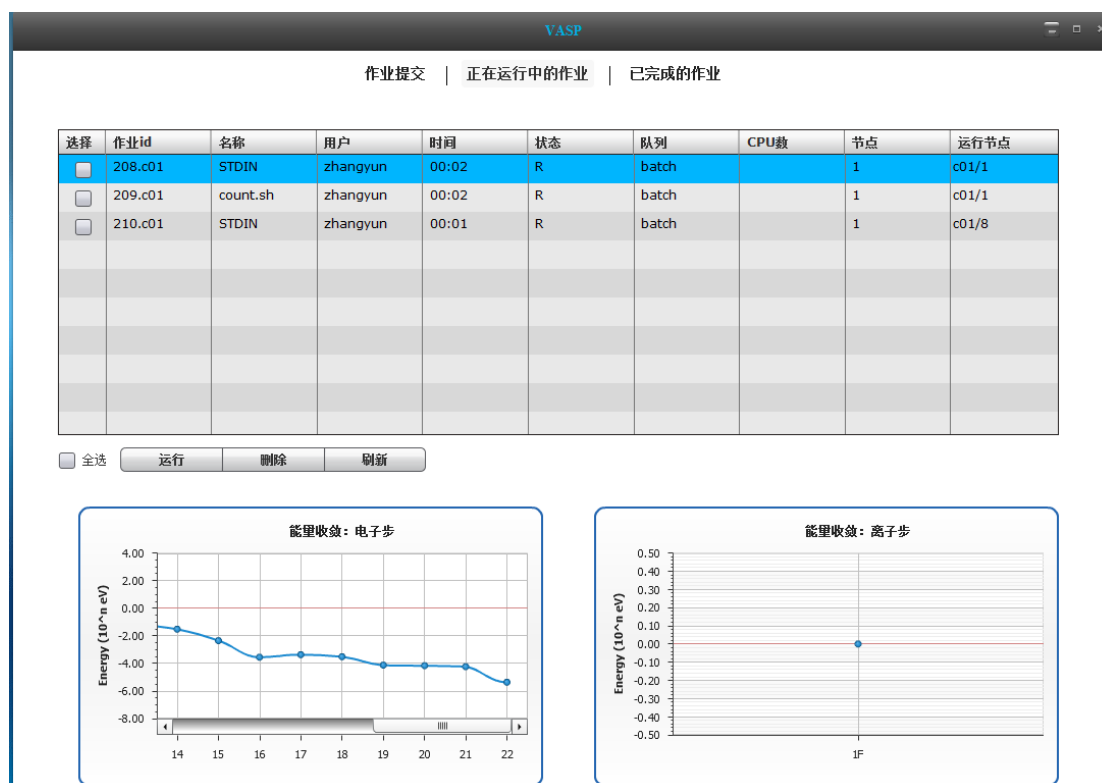 VASP
作业提交 | 正在运行中的作业 | 已完成的作业
选择 作业id 名称 用户 时间 状态 队列 CPU数 节点 运行节点
208.c01 STDIN zhangyun 00:02 R batch 1 c01/1
209.c01 count.sh zhangyun 00:02 R batch 1 c01/1
210.c01 STDIN zhangyun 00:01 R batch 1 c01/8
全选 运行 删除 刷新
能量收敛：电子步
Energy (10^n eV)
4.00
2.00
0.00
-2.00
-4.00
-6.00
-8.00
14 15 16 17 18 19 20 21 22
能量收敛：离子步
Energy (10^n eV)
0.50
0.40
0.30
0.20
0.10
0.00
-0.10
-0.20
-0.30
-0.40
-0.50
1F